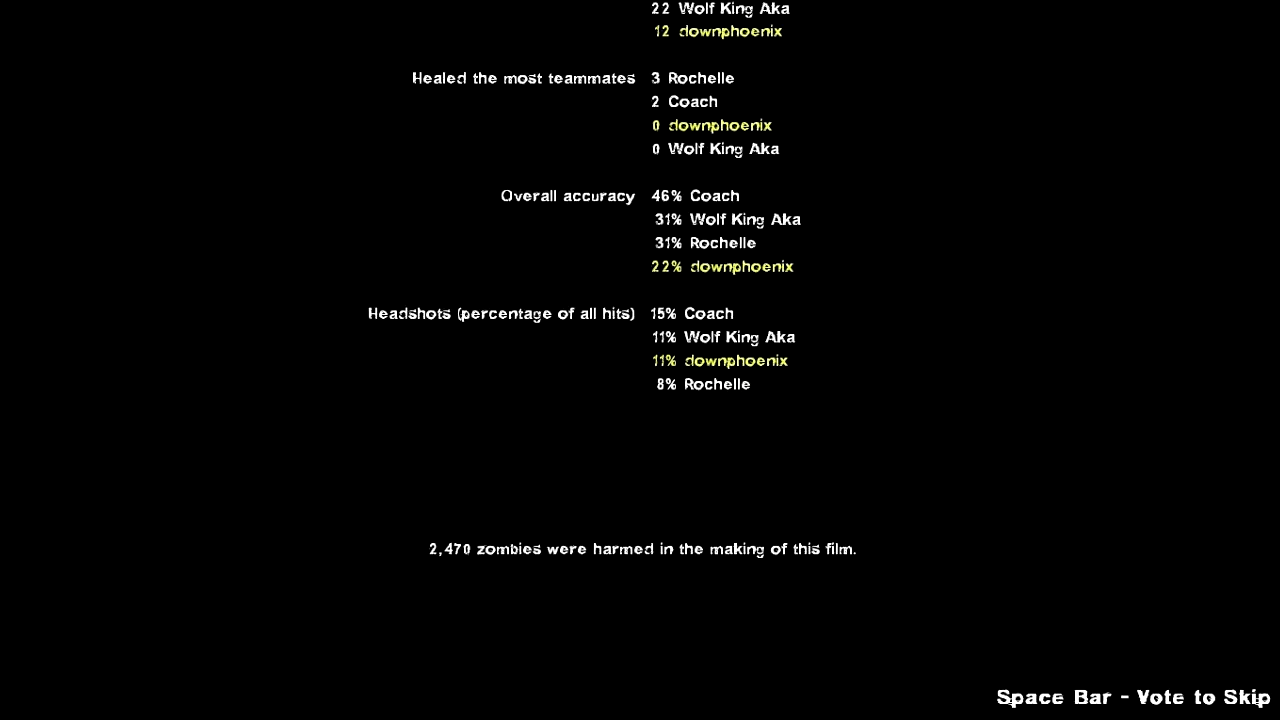 22 Wolf King Aka
12 downphoenix
Healed the most teammates 3 Rochelle
2 Coach
0 downphoenix
0 Wolf King Aka
Overall accuracy 46% Coach
31% Wolf King Aka
31% Rochelle
22% downphoenix
Headshots (percentage of all hits) 15% Coach
11% Wolf King Aka
11% downphoenix
8% Rochelle
2,470 zombies were harmed in the making of this film.
Space Bar - Vote to Skip